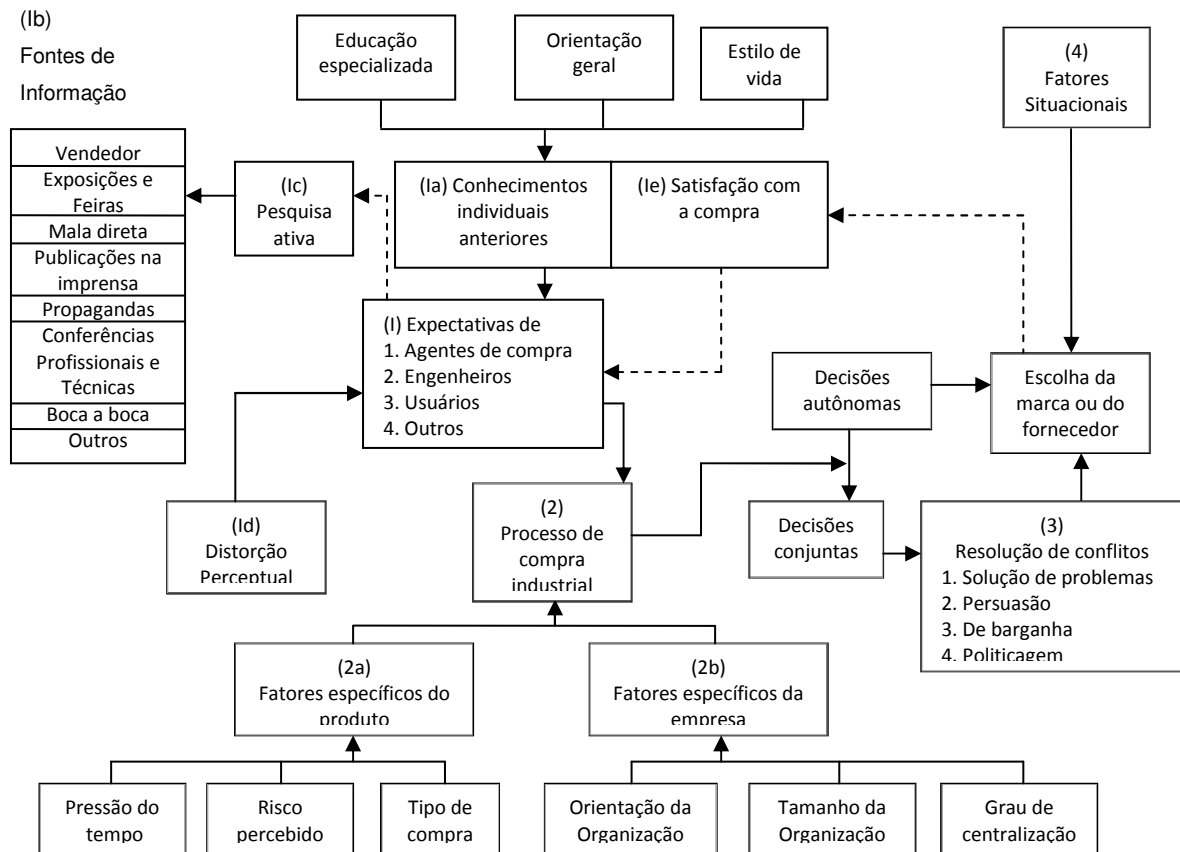 (Ib)
Fontes de
Informação
Vendedor
Exposições e
Feiras
Mala direta
Publicações na
imprensa
Propagandas
Conferências
Profissionais e
Técnicas
Boca a boca
Outros
Educação
especializada
Orientação
geral
Estilo de
vida
(4)
Fatores
Situacionais
(Ic)
Pesquisa
ativa
(Ia) Conhecimentos
individuais
anteriores
(Ie) Satisfação com
a compra
(I) Expectativas de
1. Agentes de compra
2. Engenheiros
3. Usuários
4. Outros
Decisões
autônomas
Escolha da
marca ou do
fornecedor
(Id)
Distorção
Perceptual
(2)
Processo de
compra
industrial
Decisões
conjuntas
(3)
Resolução de conflitos
1. Solução de problemas
2. Persuasão
3. De barganha
4. Politicagem
(2a)
Fatores específicos do
produto
(2b)
Fatores específicos da
empresa
Pressão do
tempo
Risco
percebido
Tipo de
compra
Orientação da
Organização
Tamanho da
Organização
Grau de
centralização